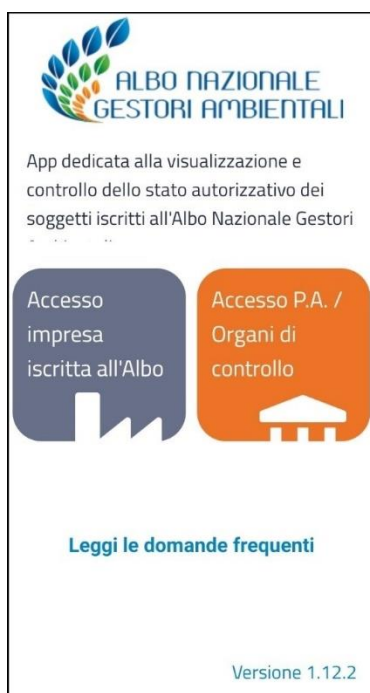 ALBO NAZIONALE
GESTORI AMBIENTALI
App dedicata alla visualizzazione e
controllo dello stato autorizzativo dei
soggetti iscritti all'Albo Nazionale Gestori
Accesso
impresa
iscritta all'Albo
Accesso P.A. /
Organi di
controllo
Leggi le domande frequenti
Versione 1.12.2